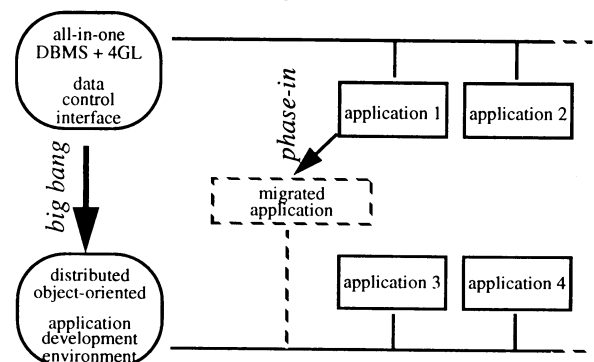 all-in-one
DBMS + 4GL
data
control
interface
big bang
phase-in
application 1
application 2
migrated
application
distributed
object-oriented
application
development
environment
application 3
application 4